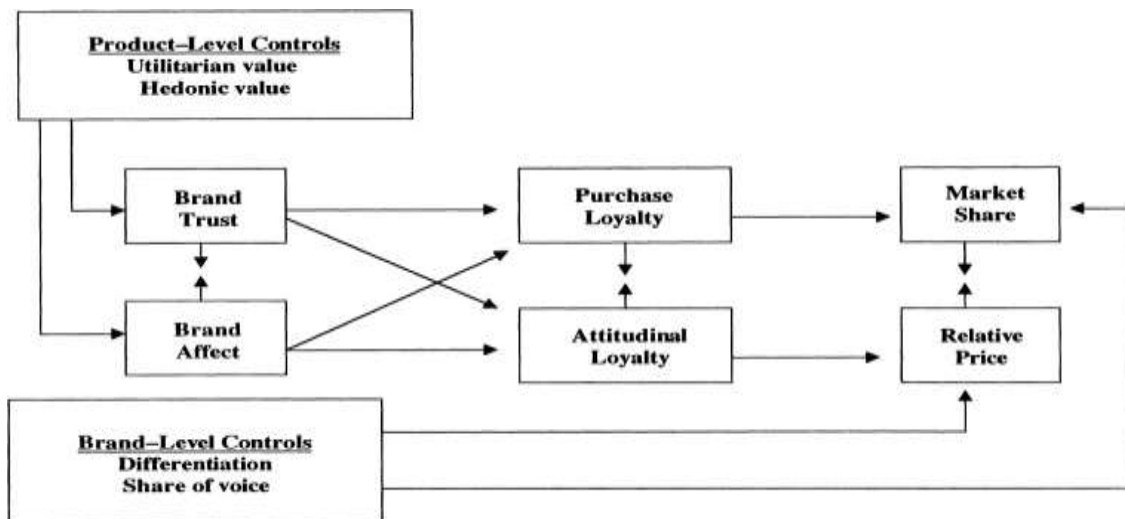 Product–Level Controls
Utilitarian value
Hedonic value
Brand
Trust
Purchase
Loyalty
Market
Share
Brand
Affect
Attitudinal
Loyalty
Relative
Price
Brand–Level Controls
Differentiation
Share of voice